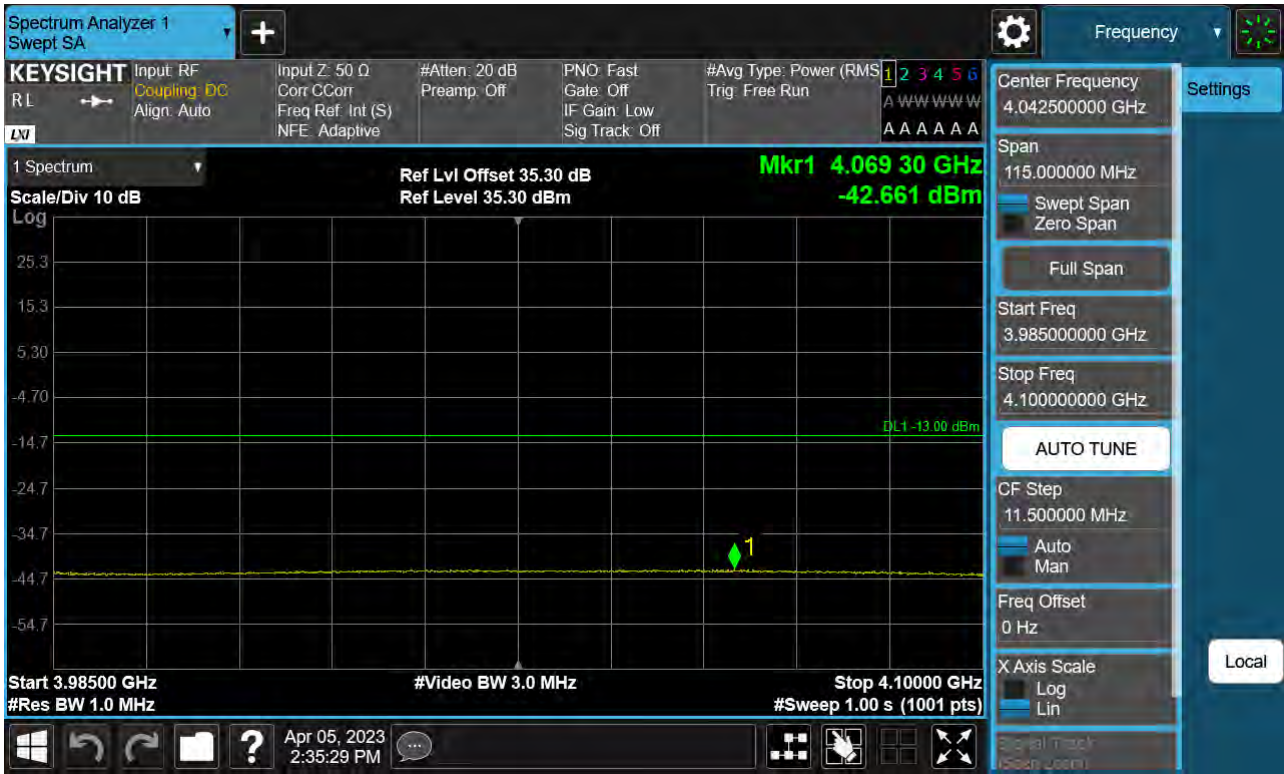 Spectrum Analyzer 1
Swept SA
+
Frequency
KEYSIGHT
RL
LXI
Input: RF
Coupling: DC
Align: Auto
Input Z: 50 Ω
Corr CCorr
Freq Ref: Int (S)
NFE: Adaptive
#Atten: 20 dB
Preamp: Off
PNO: Fast
Gate: Off
IF Gain: Low
Sig Track: Off
#Avg Type: Power (RMS
Trig: Free Run
1 2 3 4 5 6
A W W W W W
A A A A A A
1 Spectrum
Scale/Div 10 dB
Log
Ref Lvl Offset 35.30 dB
Ref Level 35.30 dBm
Mkr1 4.069 30 GHz
-42.661 dBm
25.3
15.3
5.30
-4.70
-14.7
-24.7
-34.7
-44.7
-54.7
DL1 -13.00 dBm
1
Start 3.98500 GHz
#Res BW 1.0 MHz
#Video BW 3.0 MHz
Stop 4.10000 GHz
#Sweep 1.00 s (1001 pts)
Center Frequency
4.042500000 GHz
Span
115.000000 MHz
Swept Span
Zero Span
Full Span
Start Freq
3.985000000 GHz
Stop Freq
4.100000000 GHz
AUTO TUNE
CF Step
11.500000 MHz
Auto
Man
Freq Offset
0 Hz
X Axis Scale
Log
Lin
Signal Track
(Span Zoom)
Settings
Local
?
Apr 05, 2023
2:35:29 PM